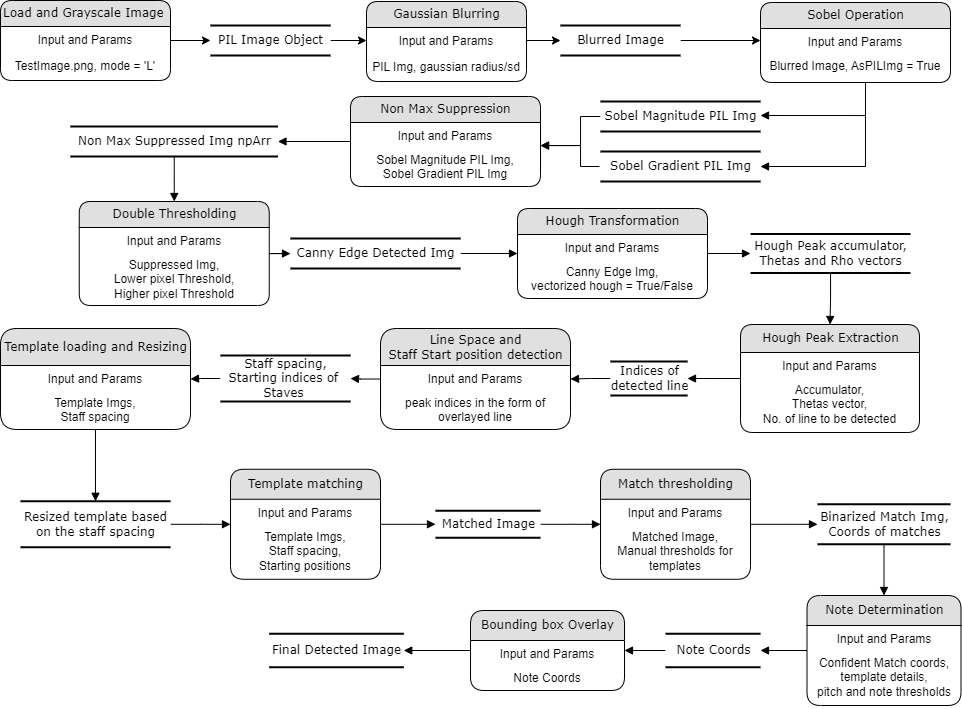 Load and Grayscale Image
Input and Params
TestImage.png, mode = 'L'
PIL Image Object
Gaussian Blurring
Input and Params
PIL Img, gaussian radius/sd
Blurred Image
Sobel Operation
Input and Params
Blurred Image, AsPILImg = True
Sobel Magnitude PIL Img
Sobel Gradient PIL Img
Non Max Suppression
Input and Params
Sobel Magnitude PIL Img,
Sobel Gradient PIL Img
Non Max Suppressed Img npArr
Double Thresholding
Input and Params
Suppressed Img,
Lower pixel Threshold,
Higher pixel Threshold
Canny Edge Detected Img
Hough Transformation
Input and Params
Canny Edge Img,
vectorized hough = True/False
Hough Peak accumulator,
Thetas and Rho vectors
Hough Peak Extraction
Input and Params
Accumulator,
Thetas vector,
No. of line to be detected
Indices of
detected line
Line Space and
Staff Start position detection
Input and Params
peak indices in the form of
overlayed line
Staff spacing,
Starting indices of
Staves
Template loading and Resizing
Input and Params
Template Imgs,
Staff spacing
Resized template based
on the staff spacing
Template matching
Input and Params
Template Imgs,
Staff spacing,
Starting positions
Matched Image
Match thresholding
Input and Params
Matched Image,
Manual thresholds for
templates
Binarized Match Img,
Coords of matches
Note Determination
Input and Params
Confident Match coords,
template details,
pitch and note thresholds
Note Coords
Bounding box Overlay
Input and Params
Note Coords
Final Detected Image